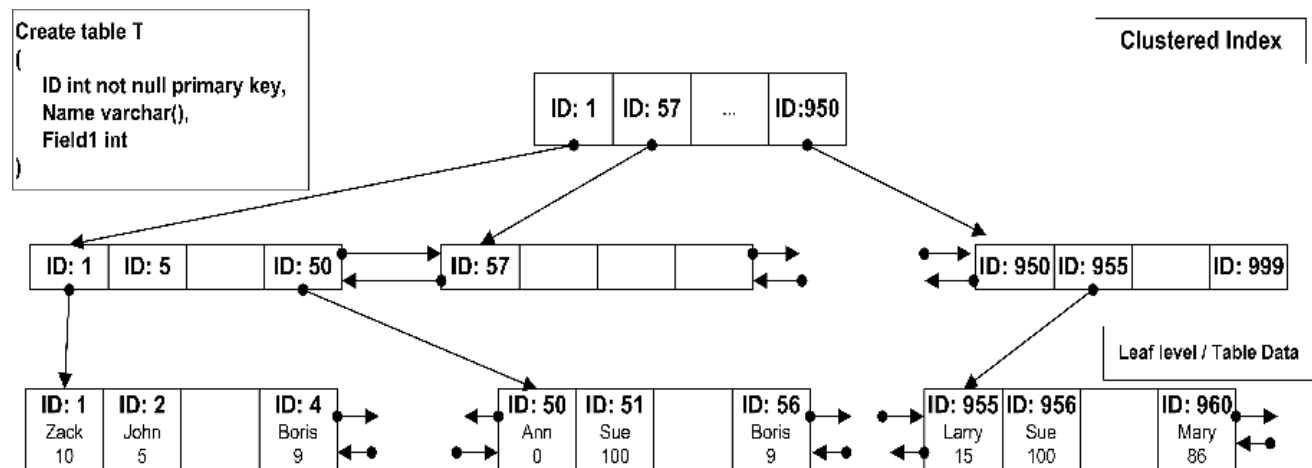 Create table T
(
ID int not null primary key,
Name varchar(),
Field1 int
)
Clustered Index
ID: 1 ID: 57 ... ID:950
ID: 1 ID: 5 ID: 50
ID: 57
ID: 950 ID: 955 ID: 999
Leaf level / Table Data
ID: 1 ID: 2 ID: 4
Zack John Boris
10 5 9
ID: 50 ID: 51 ID: 56
Ann Sue Boris
0 100 9
ID: 955 ID: 956 ID: 960
Larry Sue Mary
15 100 86